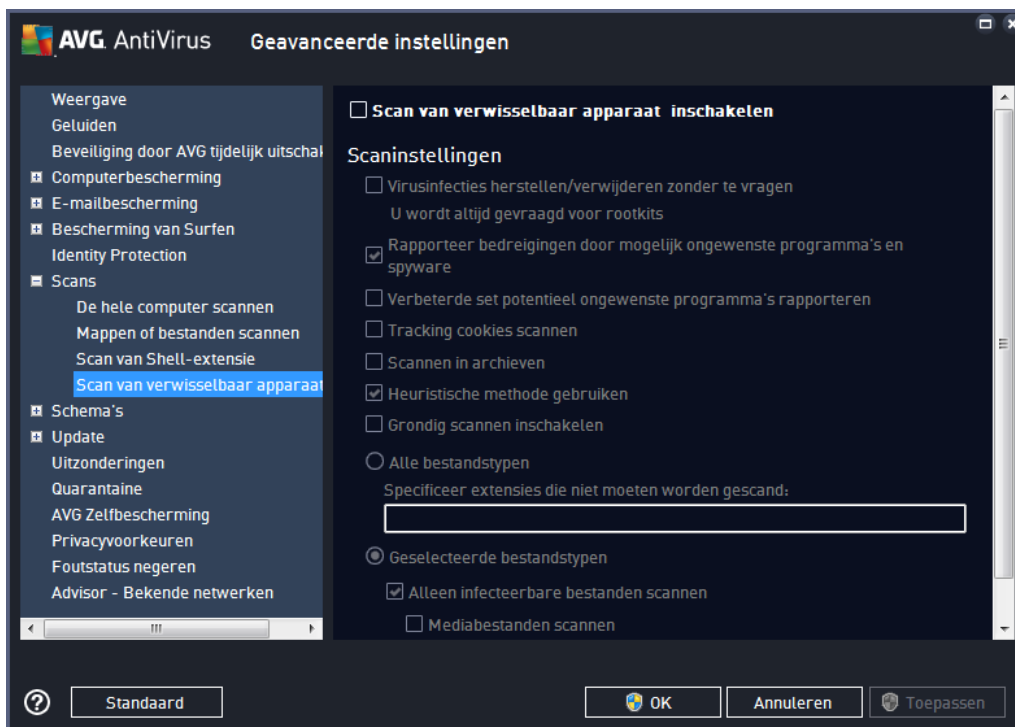 AVG. AntiVirus
Geavanceerde instellingen
Weergave
Geluiden
Beveiliging door AVG tijdelijk uitschak
Computerbescherming
E-mailbescherming
Bescherming van Surfen
Identity Protection
Scans
De hele computer scannen
Mappen of bestanden scannen
Scan van Shell-extensie
Scan van verwisselbaar apparaat
Schema's
Update
Uitzonderingen
Quarantaine
AVG Zelfbescherming
Privacyvoorkeuren
Foutstatus negeren
Advisor - Bekende netwerken
Scan van verwisselbaar apparaat inschakelen
Scaninstellingen
Virusinfecties herstellen/verwijderen zonder te vragen
U wordt altijd gevraagd voor rootkits
Rapporteer bedreigingen door mogelijk ongewenste programma's en
spyware
Verbeterde set potentieel ongewenste programma's rapporteren
Tracking cookies scannen
Scannen in archieven
Heuristische methode gebruiken
Grondig scannen inschakelen
Alle bestandstypen
Specificeer extensies die niet moeten worden gescand:
Geselecteerde bestandstypen
Alleen infecteerbare bestanden scannen
Mediabestanden scannen
Standaard
OK
Annuleren
Toepassen